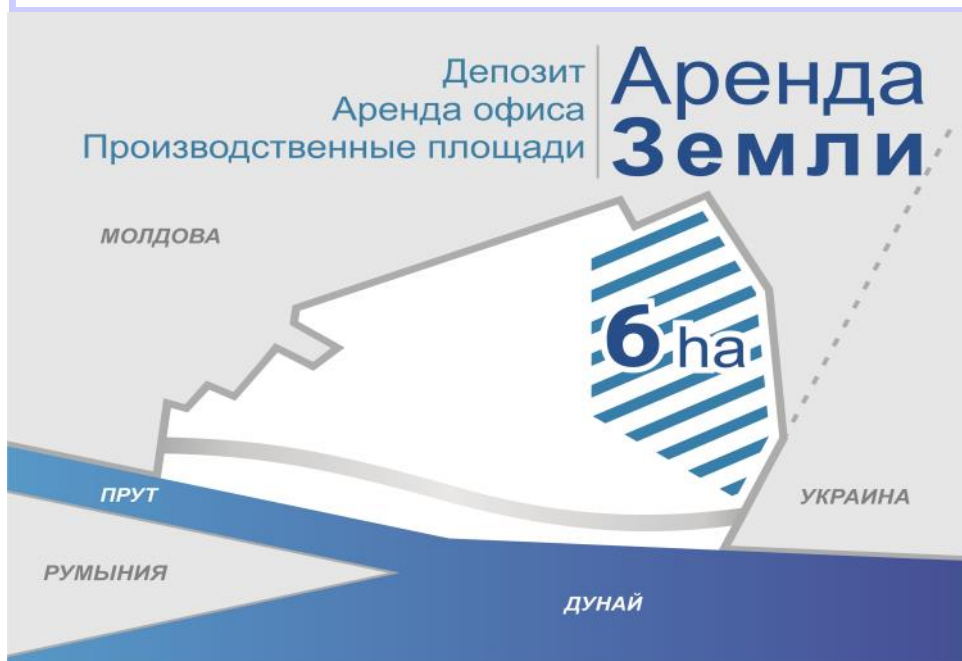 Депозит
Аренда офиса
Производственные площади
Аренда
Земли
МОЛДОВА
6 ha
ПРУТ
УКРАИНА
РУМЫНИЯ
ДУНАЙ